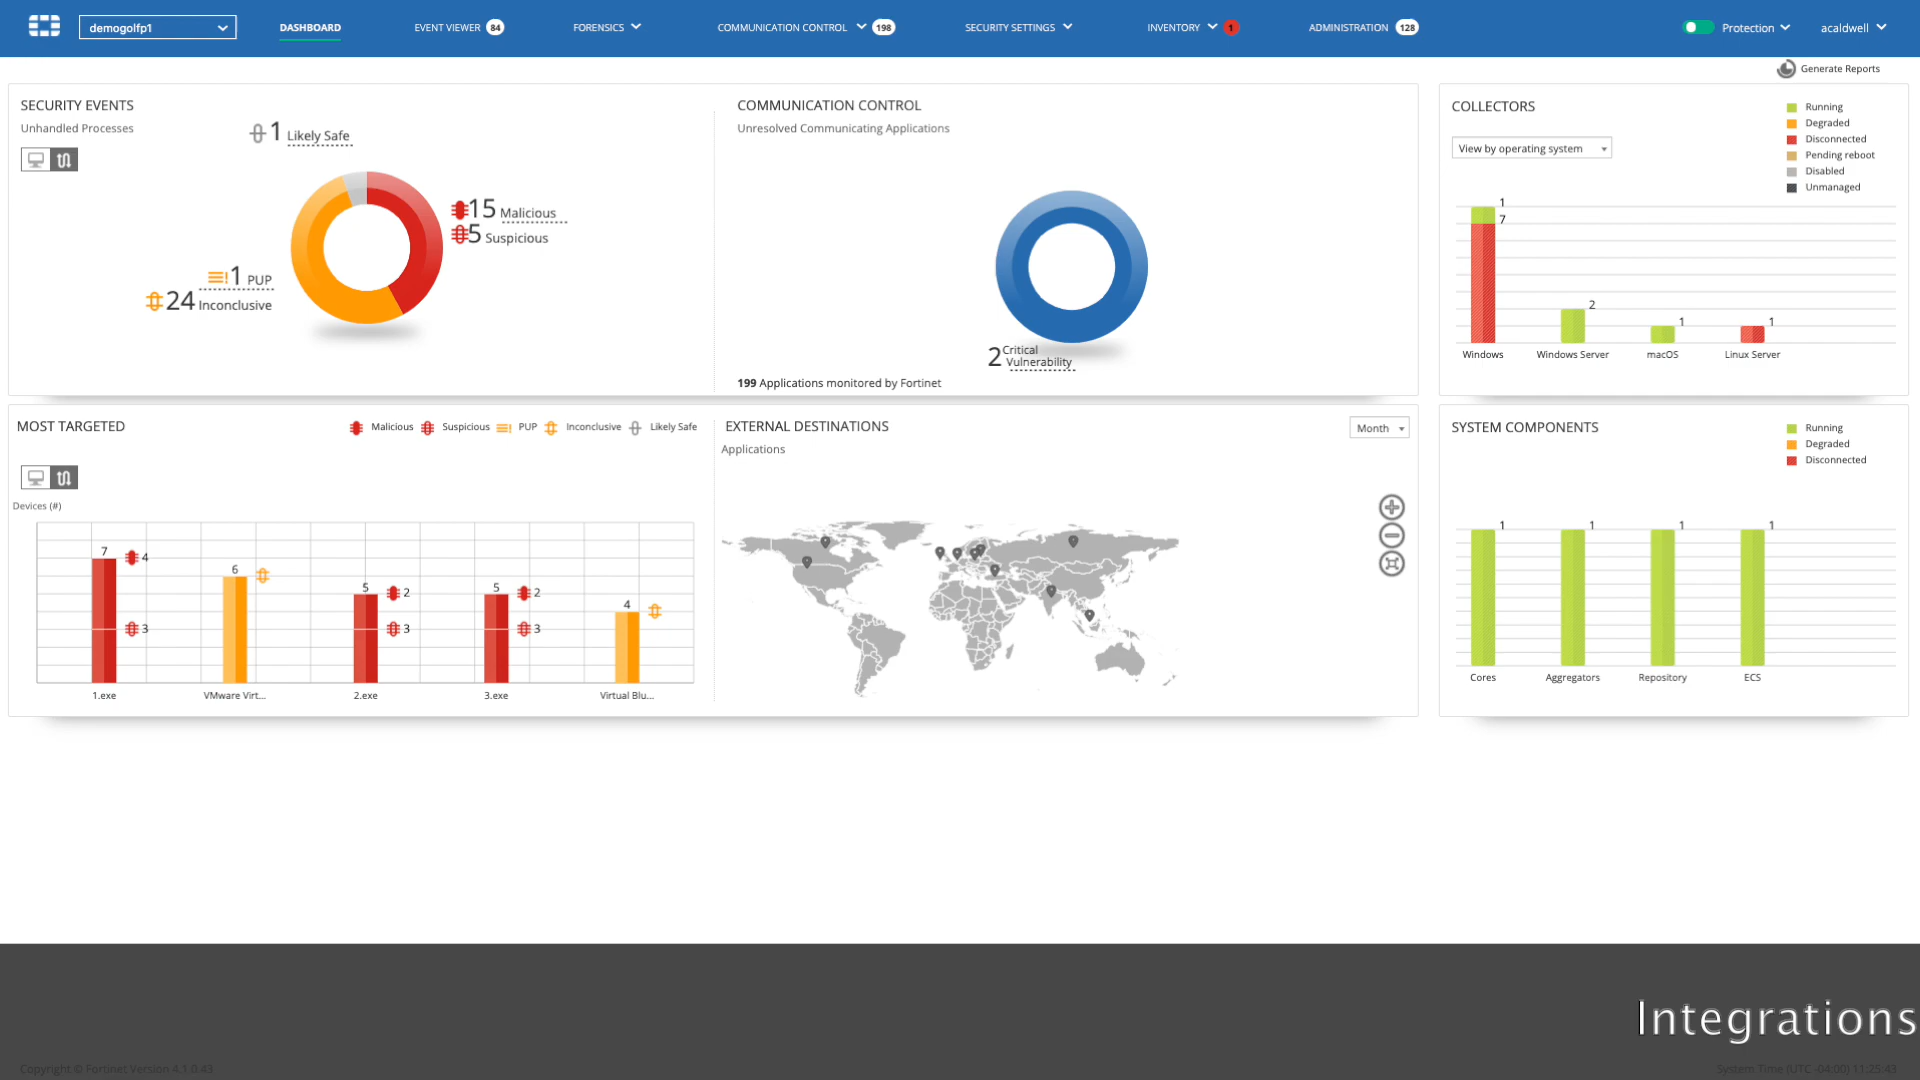 demogolfp1 DASHBOARD EVENT VIEWER 84 FORENSICS COMMUNICATION CONTROL 198 SECURITY SETTINGS INVENTORY 1 ADMINISTRATION 128 Protection acaldwell
Generate Reports
SECURITY EVENTS
Unhandled Processes
1 Likely Safe
15 Malicious
5 Suspicious
1 PUP
24 Inconclusive
COMMUNICATION CONTROL
Unresolved Communicating Applications
2 Critical
Vulnerability
199 Applications monitored by Fortinet
COLLECTORS
View by operating system
Running
Degraded
Disconnected
Pending reboot
Disabled
Unmanaged
1
7
2
1
1
Windows Windows Server macOS Linux Server
MOST TARGETED
Malicious Suspicious PUP Inconclusive Likely Safe
Devices (#)
7 4
3
6
5 2
3
5 2
3
4
1.exe VMware Virt... 2.exe 3.exe Virtual Blu...
EXTERNAL DESTINATIONS
Applications
Month
SYSTEM COMPONENTS
Running
Degraded
Disconnected
1 1 1 1
Cores Aggregators Repository ECS
Integrations
Copyright © Fortinet Version 4.1.0.43
System Time (UTC -04:00) 11:25:43